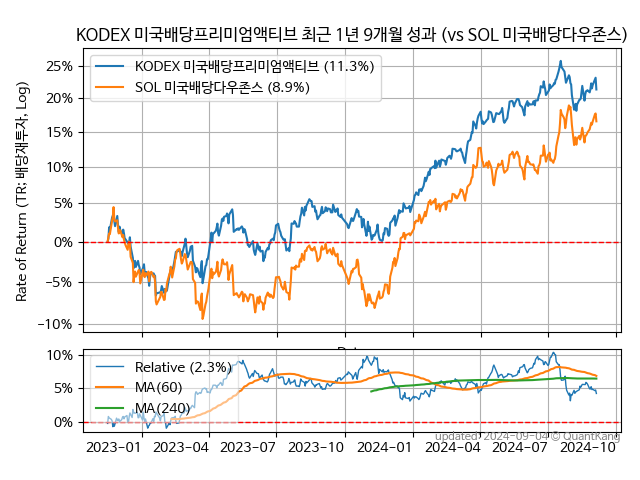 KODEX 미국배당프리미엄액티브 최근 1년 9개월 성과 (vs SOL 미국배당다우존스)
KODEX 미국배당프리미엄액티브 (11.3%)
SOL 미국배당다우존스 (8.9%)
Rate of Return (TR: 배당재투자, Log)
25%
20%
15%
10%
5%
0%
−5%
−10%
Relative (2.3%)
MA(60)
MA(240)
10%
5%
0%
2023-01 2023-04 2023-07 2023-10 2024-01 2024-04 2024-07 2024-10
updated: 2024-09-04 © QuantKang